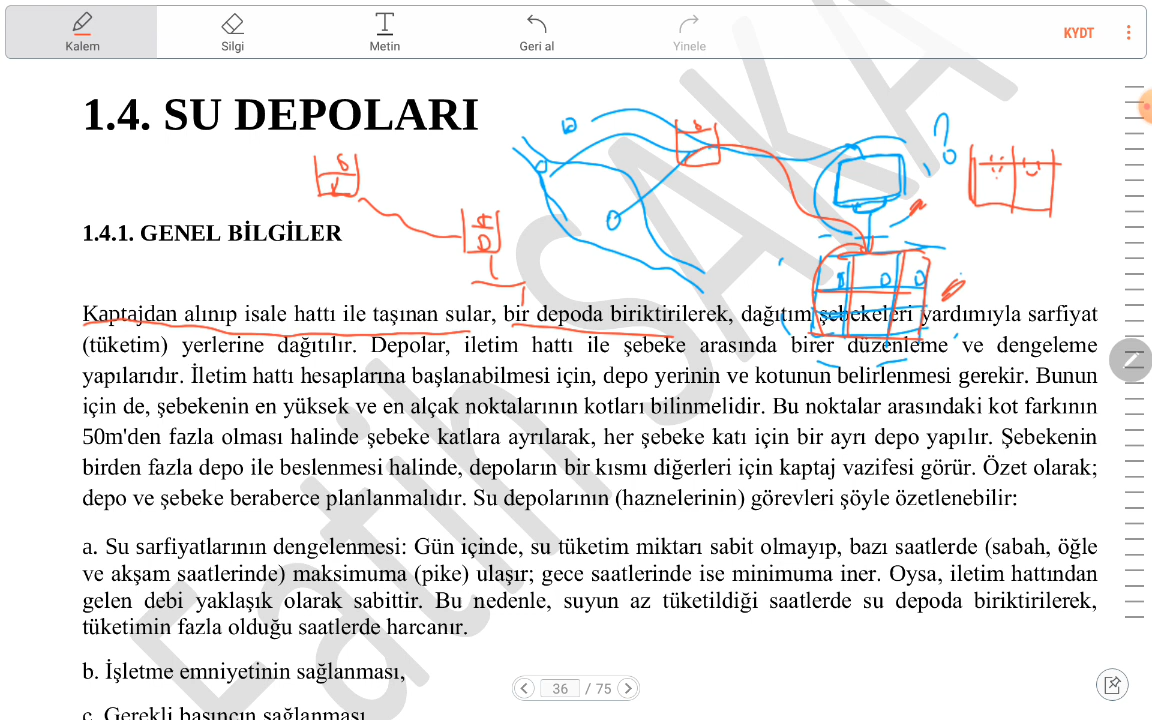 Kalem
Silgi
Metin
Geri al
Yinele
KYDT
1.4. SU DEPOLARI
1.4.1. GENEL BİLGİLER
Kaptajdan alınıp isale hattı ile taşınan sular, bir depoda biriktirilerek, dağıtım şebekeleri yardımıyla sarfiyat
(tüketim) yerlerine dağıtılır. Depolar, iletim hattı ile şebeke arasında birer düzenleme ve dengeleme
yapılarıdır. İletim hattı hesaplarına başlanabilmesi için, depo yerinin ve kotunun belirlenmesi gerekir. Bunun
için de, şebekenin en yüksek ve en alçak noktalarının kotları bilinmelidir. Bu noktalar arasındaki kot farkının
50m'den fazla olması halinde şebeke katlara ayrılarak, her şebeke katı için bir ayrı depo yapılır. Şebekenin
birden fazla depo ile beslenmesi halinde, depoların bir kısmı diğerleri için kaptaj vazifesi görür. Özet olarak;
depo ve şebeke beraberce planlanmalıdır. Su depolarının (haznelerinin) görevleri şöyle özetlenebilir:
a. Su sarfiyatlarının dengelenmesi: Gün içinde, su tüketim miktarı sabit olmayıp, bazı saatlerde (sabah, öğle
ve akşam saatlerinde) maksimuma (pike) ulaşır; gece saatlerinde ise minimuma iner. Oysa, iletim hattından
gelen debi yaklaşık olarak sabittir. Bu nedenle, suyun az tüketildiği saatlerde su depoda biriktirilerek,
tüketimin fazla olduğu saatlerde harcanır.
b. İşletme emniyetinin sağlanması,
c. Gerekli basıncın sağlanması
36 / 75
Fatih SAKA